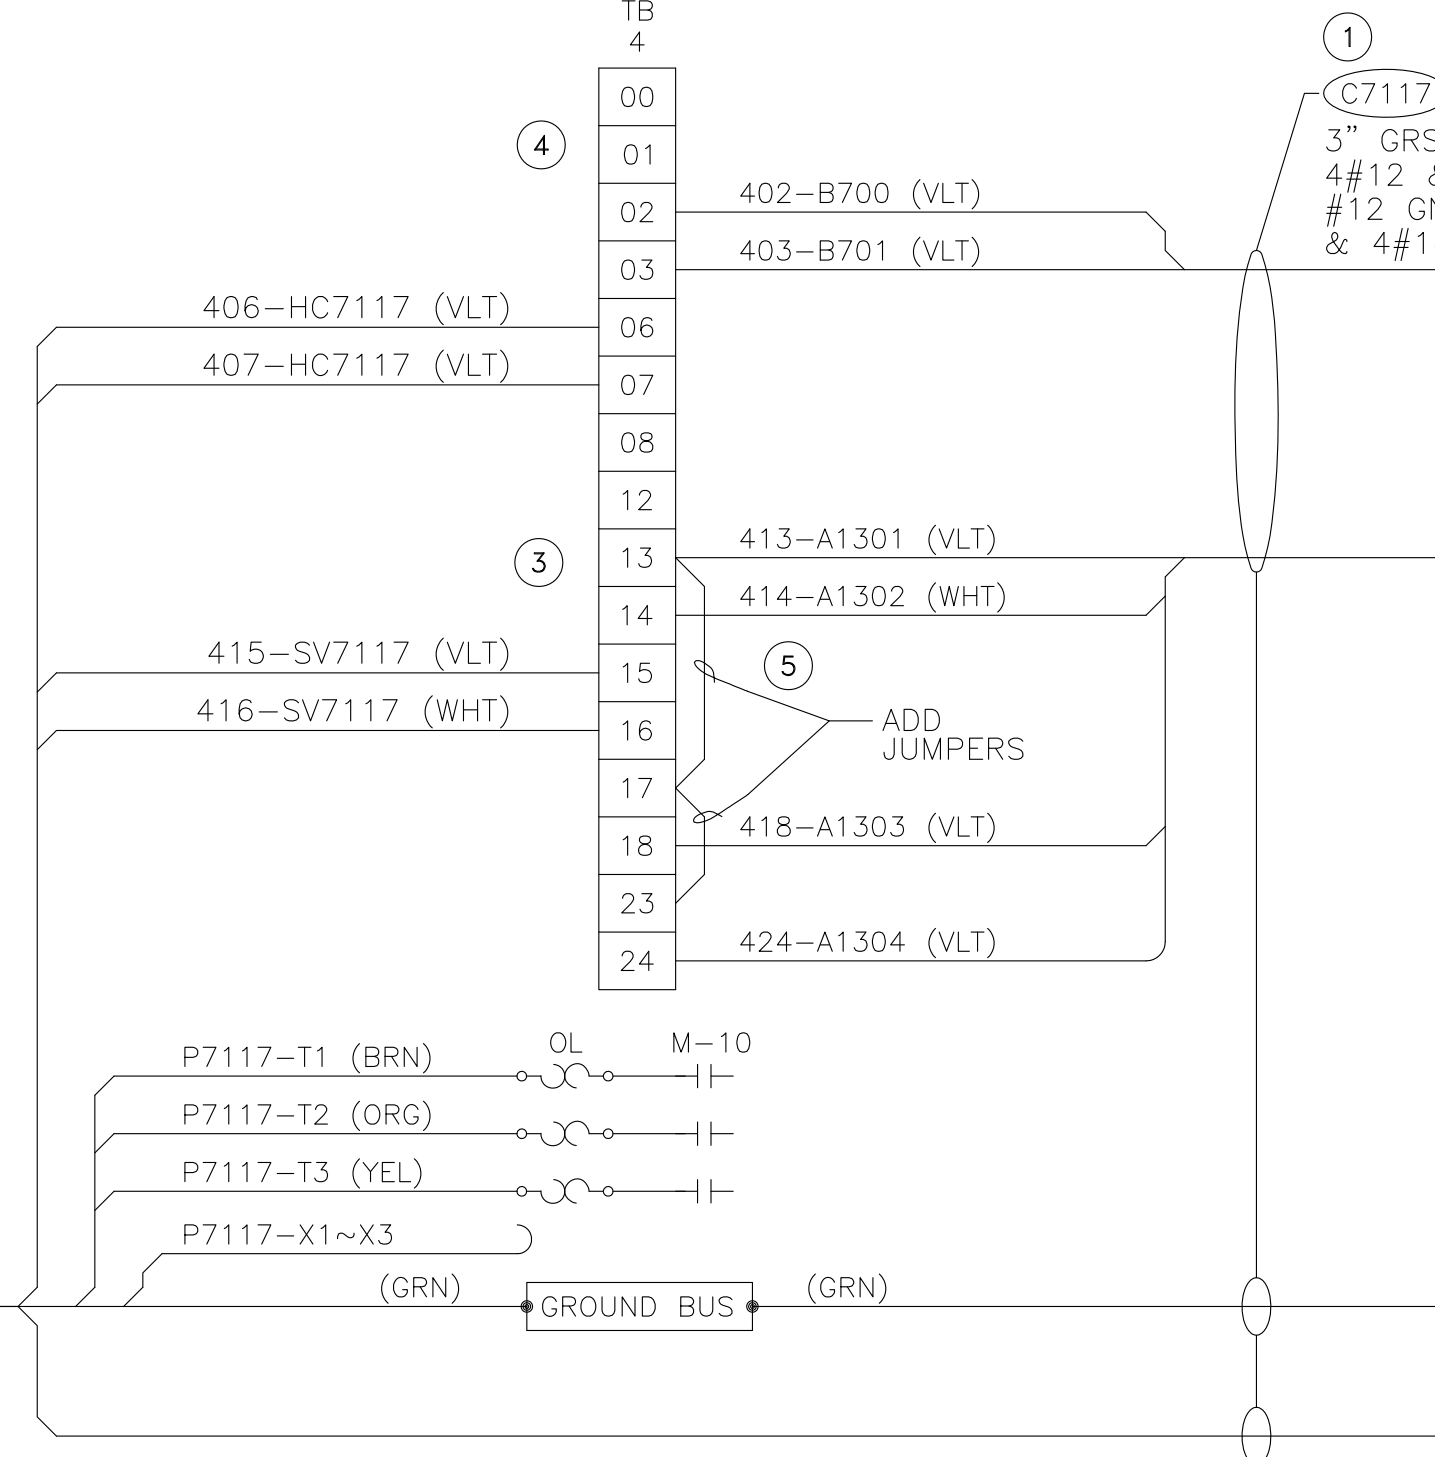 TB
4
1
C7117
3" GRS
4#12 &
#12 G
& 4#1
00
4
01
02
402-B700 (VLT)
03
403-B701 (VLT)
406-HC7117 (VLT)
06
407-HC7117 (VLT)
07
08
12
3
13
413-A1301 (VLT)
14
414-A1302 (WHT)
415-SV7117 (VLT)
15
5
416-SV7117 (WHT)
16
ADD
JUMPERS
17
18
418-A1303 (VLT)
23
24
424-A1304 (VLT)
OL
M-10
P7117-T1 (BRN)
P7117-T2 (ORG)
P7117-T3 (YEL)
P7117-X1~X3
(GRN)
GROUND BUS
(GRN)